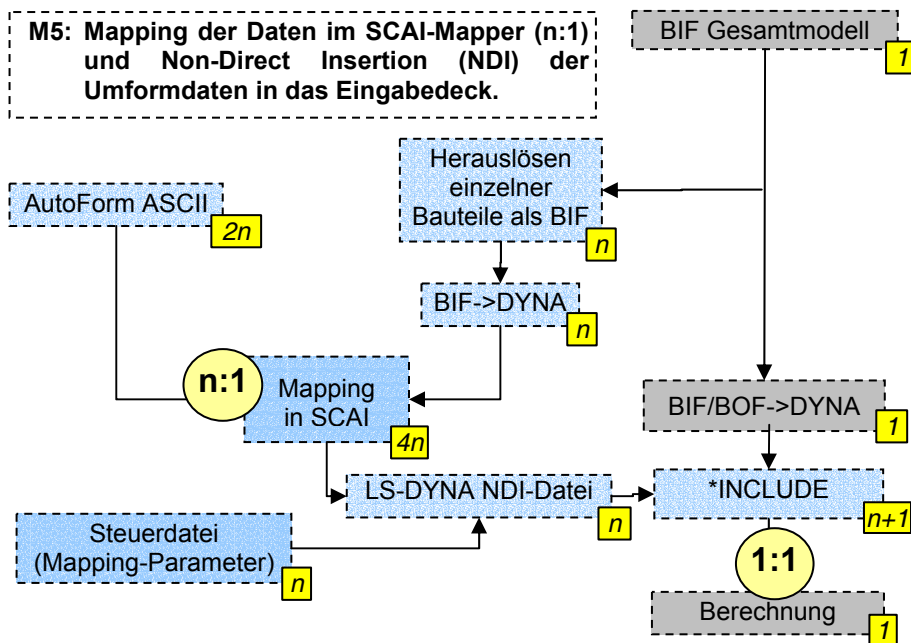 M5: Mapping der Daten im SCAI-Mapper (n:1)
und Non-Direct Insertion (NDI) der
Umformdaten in das Eingabedeck.
BIF Gesamtmodell
1
Herauslösen
einzelner
Bauteile als BIF
n
AutoForm ASCII
2n
BIF->DYNA
n
n:1
Mapping
in SCAI
4n
BIF/BOF->DYNA
1
LS-DYNA NDI-Datei
n
*INCLUDE
n+1
Steuerdatei
(Mapping-Parameter)
n
1:1
Berechnung
1